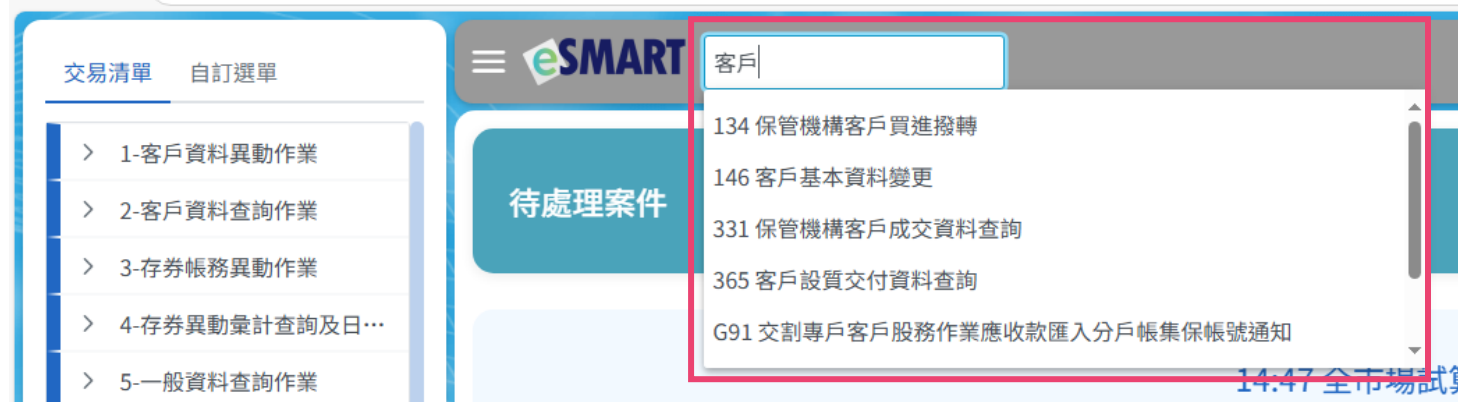 交易清單 自訂選單
1-客戶資料異動作業
2-客戶資料查詢作業
3-存券帳務異動作業
4-存券異動彙計查詢及日…
5-一般資料查詢作業
eSMART
客戶
134 保管機構客戶買進撥轉
146 客戶基本資料變更
331 保管機構客戶成交資料查詢
365 客戶設質交付資料查詢
G91 交割專戶客戶股務作業應收款匯入分戶帳集保帳號通知
待處理案件
14:47 全市場試